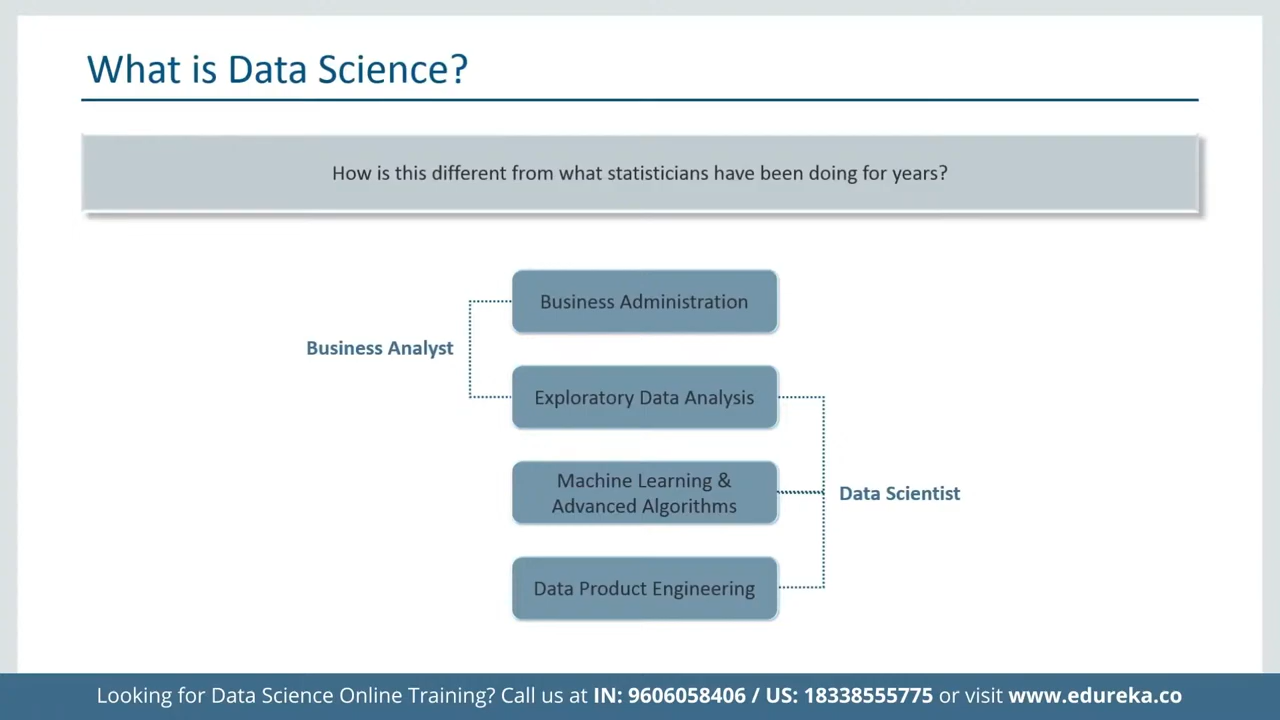 What is Data Science?
How is this different from what statisticians have been doing for years?
Business Administration
Business Analyst
Exploratory Data Analysis
Machine Learning &
Advanced Algorithms
Data Scientist
Data Product Engineering
Looking for Data Science Online Training? Call us at IN: 9606058406 / US: 18338555775 or visit www.edureka.co